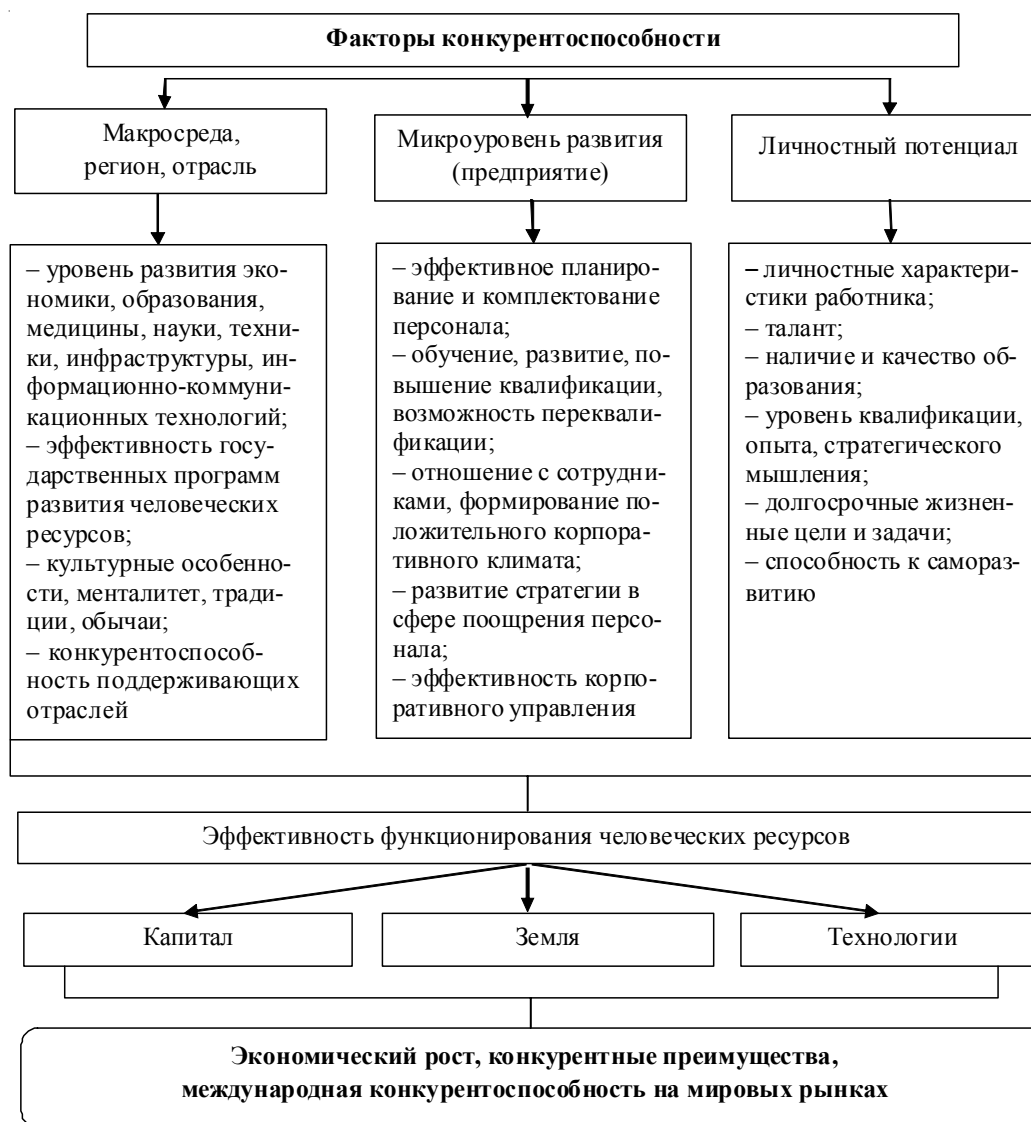 Факторы конкурентоспособности
Макросреда,
регион, отрасль
Микроуровень развития
(предприятие)
Личностный потенциал
– уровень развития эко-
номики, образования,
медицины, науки, техни-
ки, инфраструктуры, ин-
формационно-коммуни-
кационных технологий;
– эффективность госу-
дарственных программ
развития человеческих
ресурсов;
– культурные особенно-
сти, менталитет, тради-
ции, обычаи;
– конкурентоспособ-
ность поддерживающих
отраслей
– эффективное планиро-
вание и комплектование
персонала;
– обучение, развитие, по-
вышение квалификации,
возможность переквали-
фикации;
– отношение с сотрудни-
ками, формирование по-
ложительного корпора-
тивного климата;
– развитие стратегии в
сфере поощрения персо-
нала;
– эффективность корпо-
ративного управления
– личностные характери-
стики работника;
– талант;
– наличие и качество об-
разования;
– уровень квалификации,
опыта, стратегического
мышления;
– долгосрочные жизнен-
ные цели и задачи;
– способность к самораз-
витию
Эффективность функционирования человеческих ресурсов
Капитал
Земля
Технологии
Экономический рост, конкурентные преимущества,
международная конкурентоспособность на мировых рынках